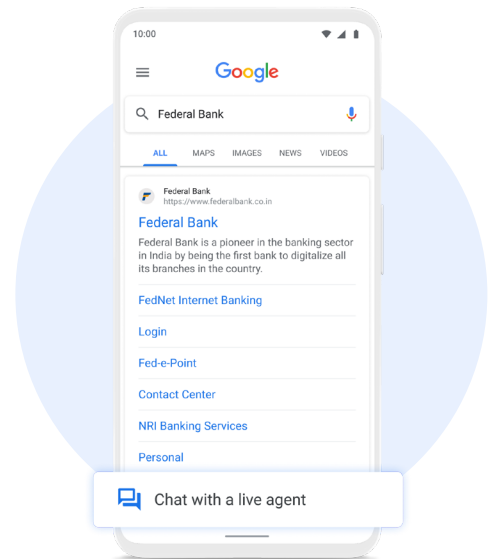 10:00
Google
Federal Bank
ALL MAPS IMAGES NEWS VIDEOS
Federal Bank
https://www.federalbank.co.in
Federal Bank
Federal Bank is a pioneer in the banking sector
in India by being the first bank to digitalize all
its branches in the country.
FedNet Internet Banking
Login
Fed-e-Point
Contact Center
NRI Banking Services
Personal
Chat with a live agent